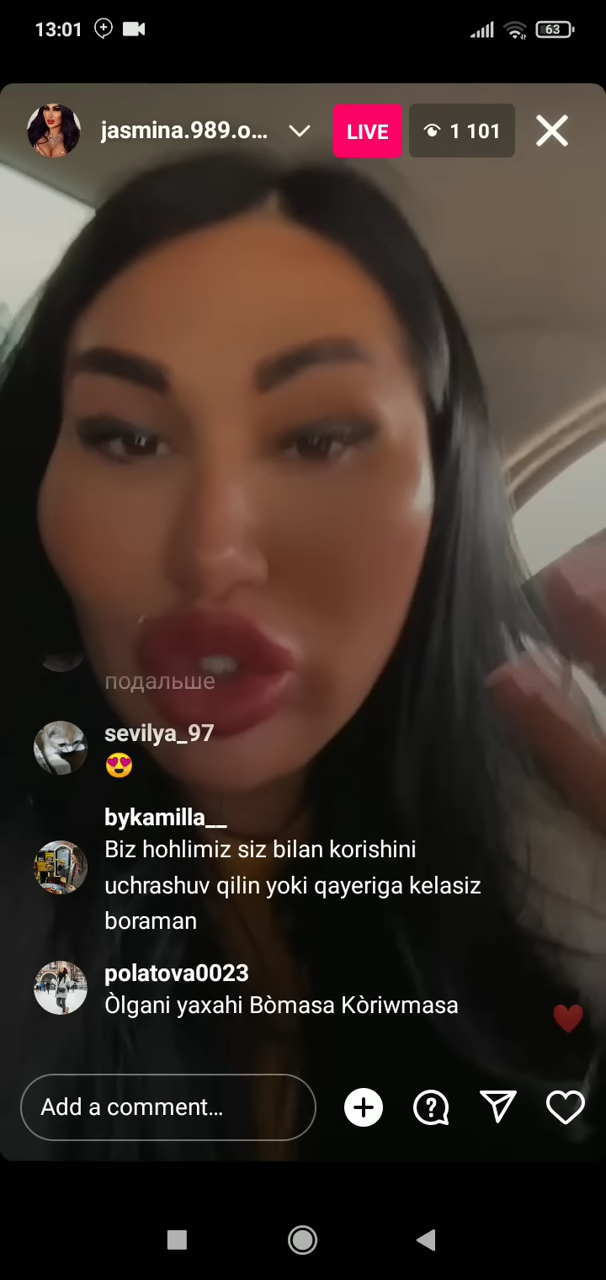 13:01
63
jasmina.989.o...
LIVE
1 101
подальше
sevilya_97
😍
bykamilla__
Biz hohlimiz siz bilan korishini
uchrashuv qilin yoki qayeriga kelasiz
boraman
polatova0023
Òlgani yaxahi Bòmasa Kòriwmasa
Add a comment...